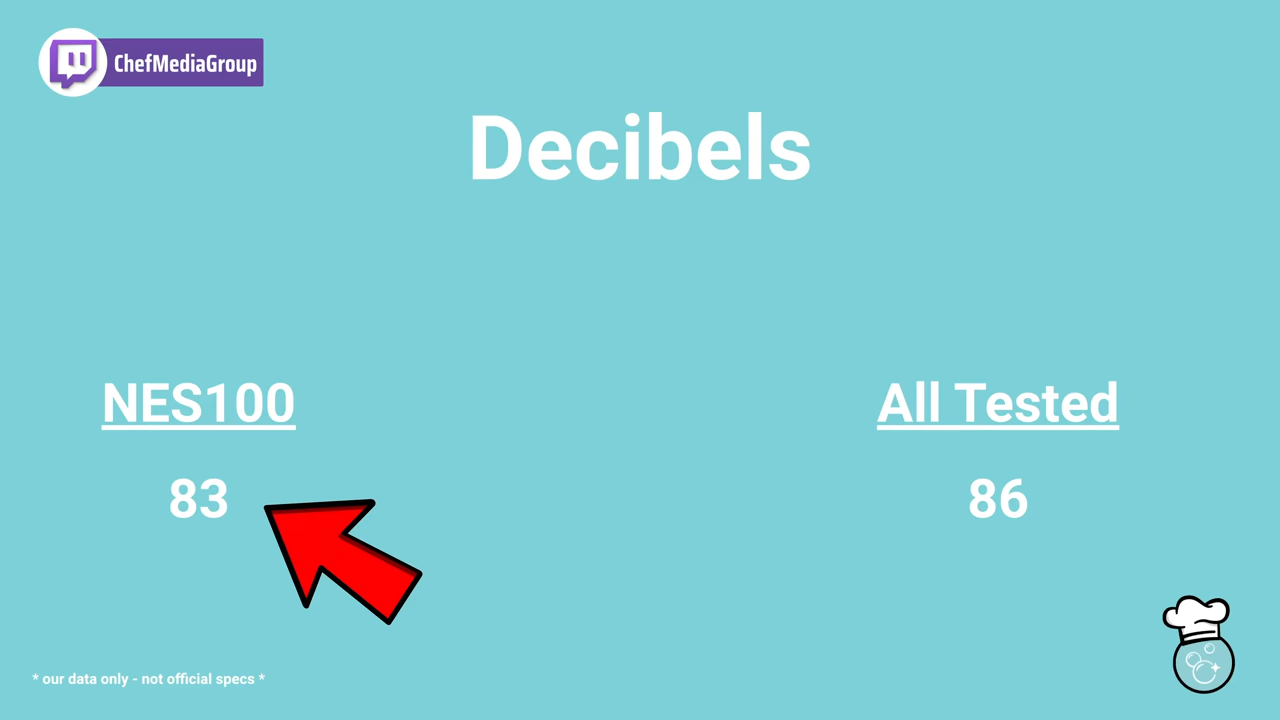 ChefMediaGroup
Decibels
NES100
All Tested
83
86
* our data only - not official specs *